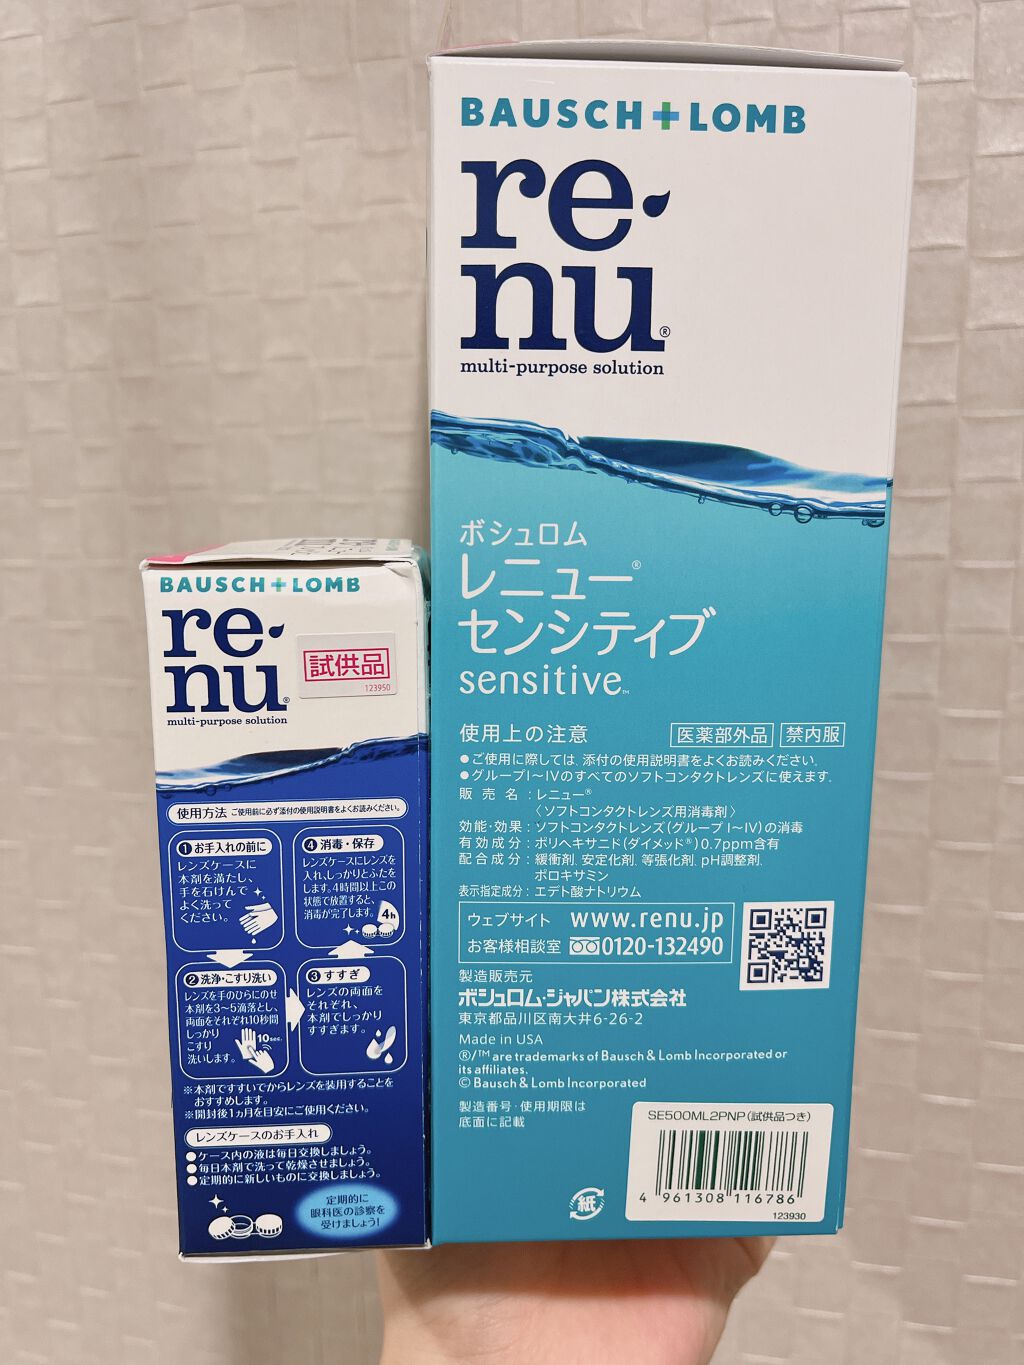 BAUSCH+LOMB
re
nu®
multi-purpose solution
試供品
123950
使用方法 ご使用前に必ず添付の使用説明書をよくお読みください。
❶お手入れの前に
レンズケースに
本剤を満たし、
手を石けんで
よく洗って
ください。
❷洗浄・こすり洗い
レンズを手のひらにのせ
本剤を3~5滴落とし、
両面をそれぞれ10秒間
しっかり
こすり
洗いします。
10sec.
❸すすぎ
レンズの両面を
それぞれ、
本剤でしっかり
すすぎます。
❹消毒・保存
レンズケースにレンズを
入れ、しっかりとふたを
します。4時間以上この
状態で放置すると、
消毒が完了します。
4h
※本剤ですすいでからレンズを装用することを
おすすめします。
※開封後1ヵ月を目安にご使用ください。
レンズケースのお手入れ
●ケース内の液は毎日交換しましょう。
●毎日本剤で洗って乾燥させましょう。
●定期的に新しいものに交換しましょう。
定期的に
眼科医の診察を
受けましょう!
BAUSCH+LOMB
re
nu®
multi-purpose solution
ボシュロム
レニュー®
センシティブ
sensitive™
使用上の注意 医薬部外品 禁内服
●ご使用に際しては、添付の使用説明書をよくお読みください。
●グループI~IVのすべてのソフトコンタクトレンズに使えます。
販売名:レニュー®
〈ソフトコンタクトレンズ用消毒剤〉
効能・効果:ソフトコンタクトレンズ(グループI~IV)の消毒
有効成分:ポリヘキサニド(ダイメッド®)0.7ppm含有
配合成分:緩衝剤、安定化剤、等張化剤、pH調整剤、
ポロキサミン
表示指定成分:エデト酸ナトリウム
ウェブサイト www.renu.jp
お客様相談室 0120-132490
製造販売元
ボシュロム・ジャパン株式会社
東京都品川区南大井6-26-2
Made in USA
®/™ are trademarks of Bausch & Lomb Incorporated or
its affiliates.
© Bausch & Lomb Incorporated
製造番号・使用期限は
底面に記載
紙
SE500ML2PNP(試供品つき)
4 961308 116786
123930